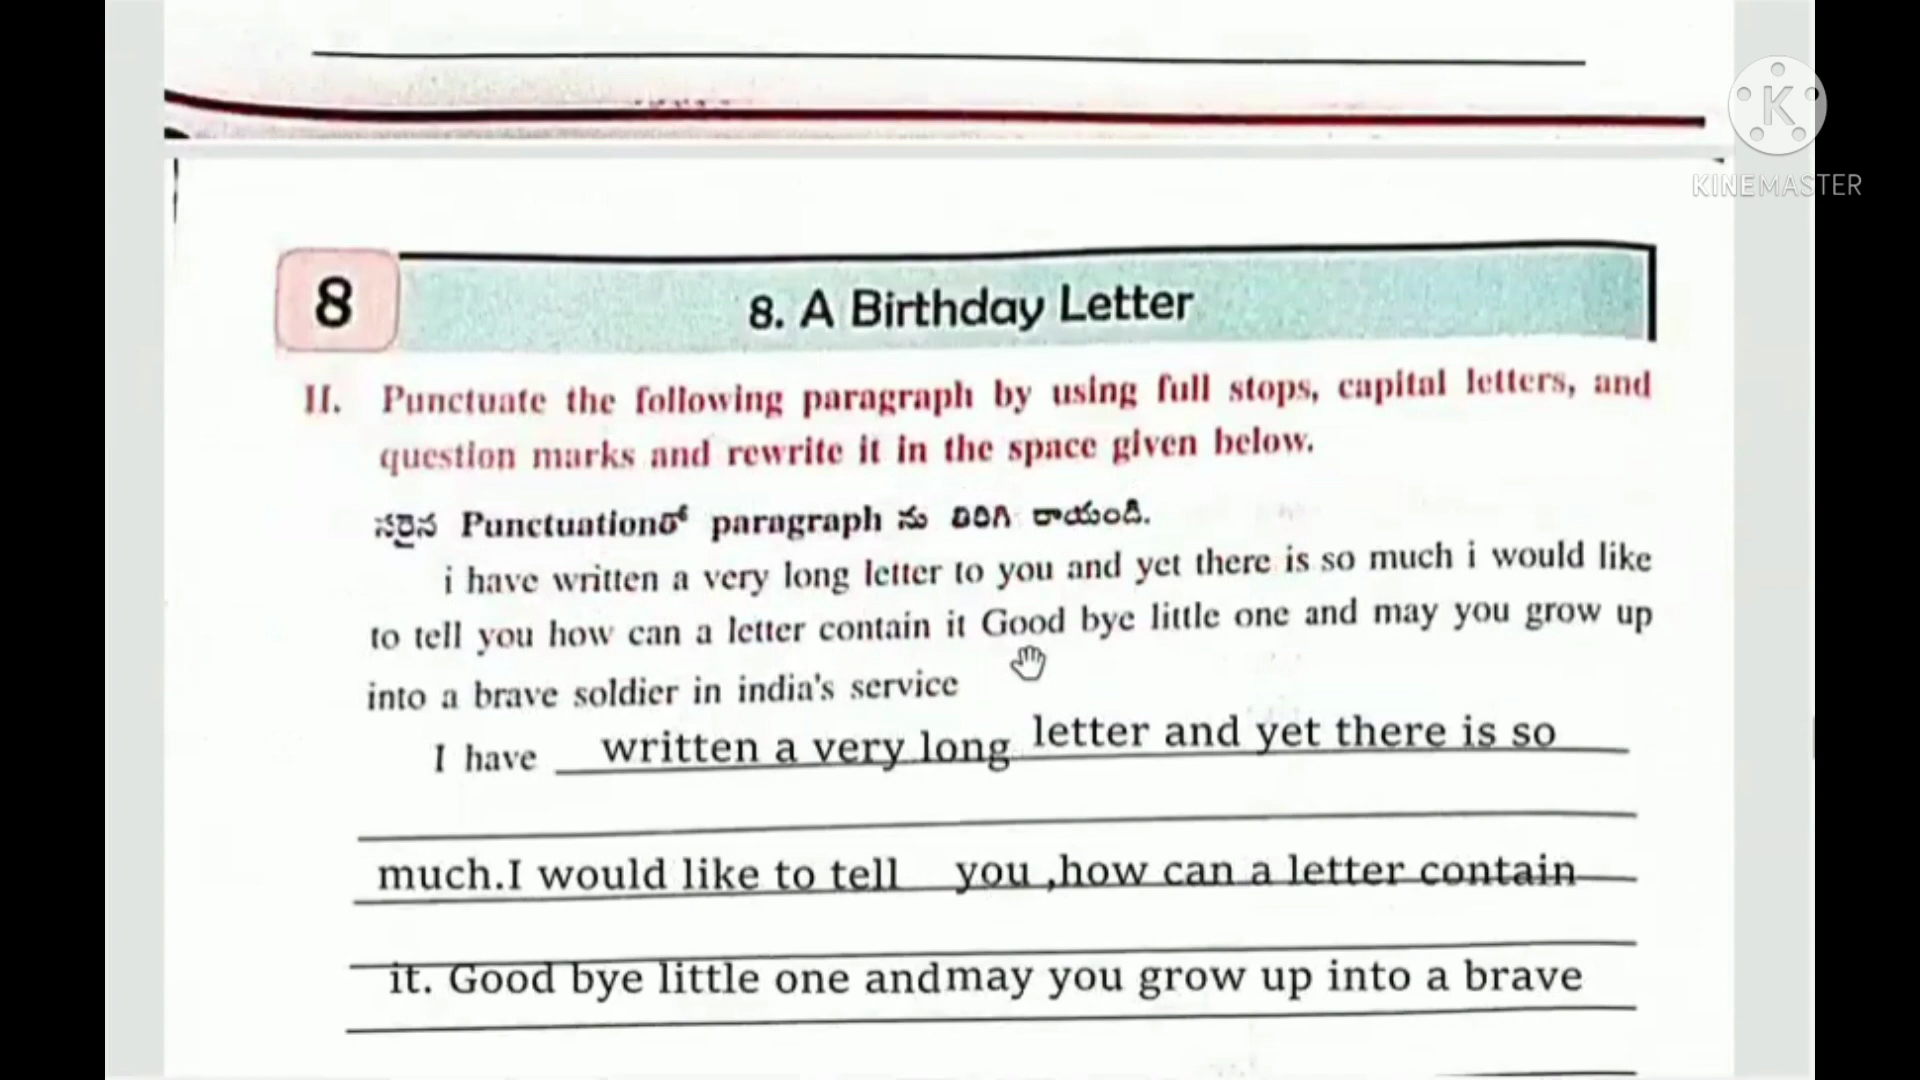 KINEMASTER
8
8. A Birthday Letter
II. Punctuate the following paragraph by using full stops, capital letters, and
question marks and rewrite it in the space given below.
సరైన Punctuationతో paragraph ను తిరిగి రాయండి.
i have written a very long letter to you and yet there is so much i would like
to tell you how can a letter contain it Good bye little one and may you grow up
into a brave soldier in india's service
I have written a very long letter and yet there is so
much.I would like to tell you ,how can a letter contain
it. Good bye little one andmay you grow up into a brave